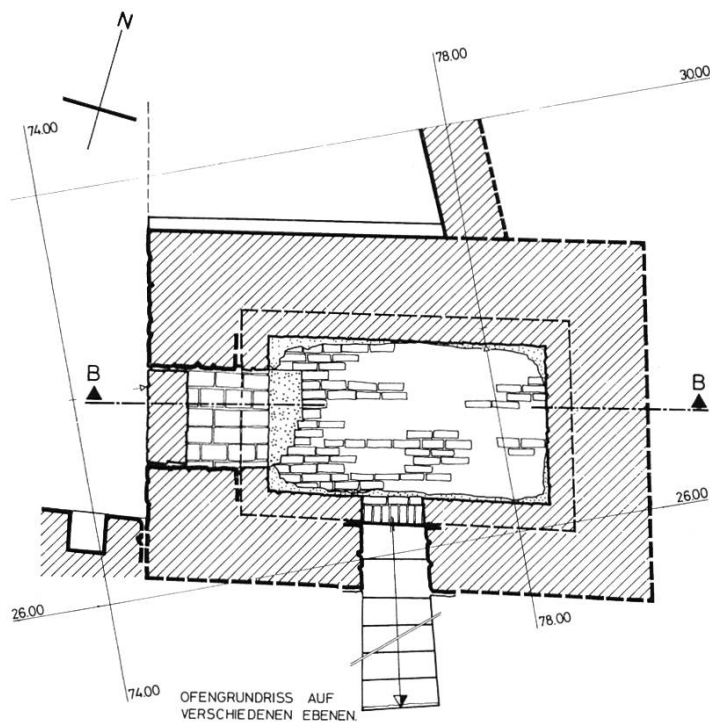 N
78.00
30.00
74.00
B
B
26.00
26.00
78.00
74.00
OFENGRUNDRISS AUF
VERSCHIEDENEN EBENEN.